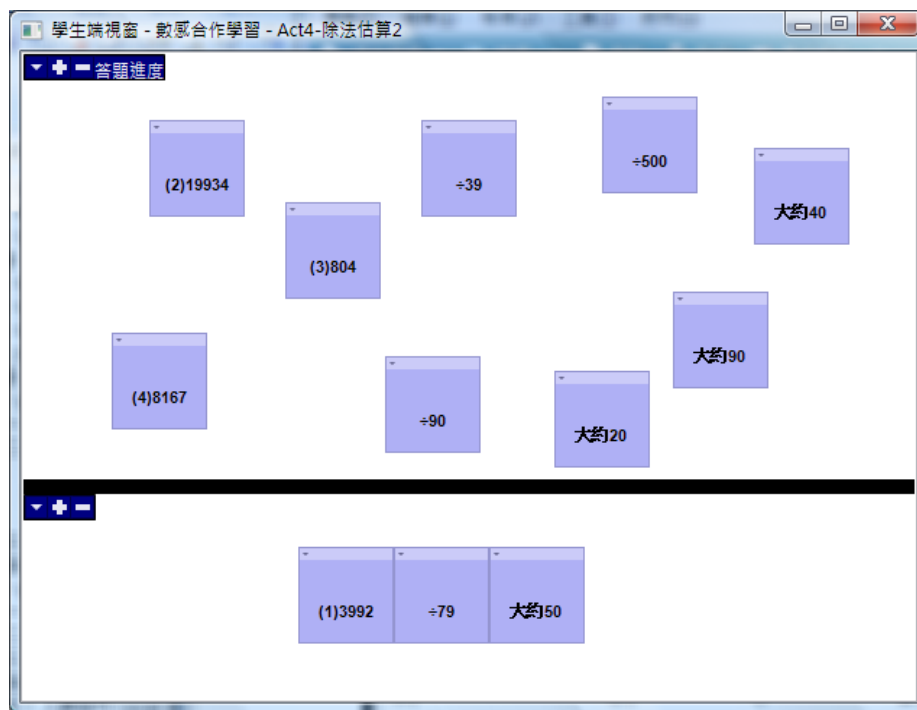 學生端視窗 - 數感合作學習 - Act4-除法估算2
答題進度
(2)19934
÷39
÷500
大約40
(3)804
大約90
(4)8167
÷90
大約20
(1)3992
÷79
大約50